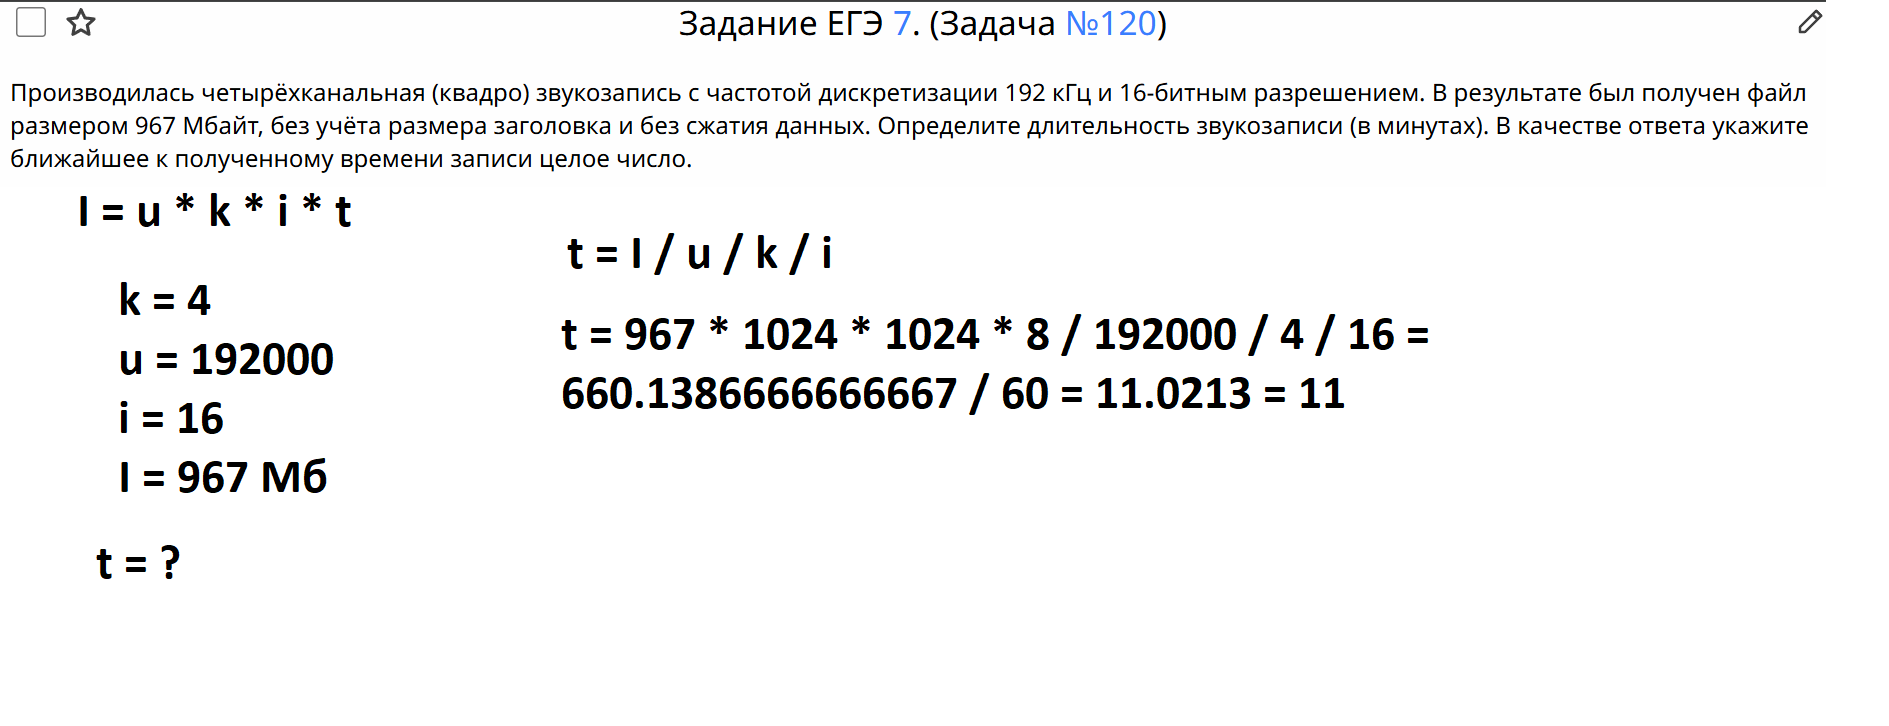 Задание ЕГЭ 7. (Задача №120)
Производилась четырёхканальная (квадро) звукозапись с частотой дискретизации 192 кГц и 16-битным разрешением. В результате был получен файл
размером 967 Мбайт, без учёта размера заголовка и без сжатия данных. Определите длительность звукозаписи (в минутах). В качестве ответа укажите
ближайшее к полученному времени записи целое число.
I = u * k * i * t
k = 4
u = 192000
i = 16
I = 967 Мб
t = ?
t = I / u / k / i
t = 967 * 1024 * 1024 * 8 / 192000 / 4 / 16 =
660.1386666666667 / 60 = 11.0213 = 11